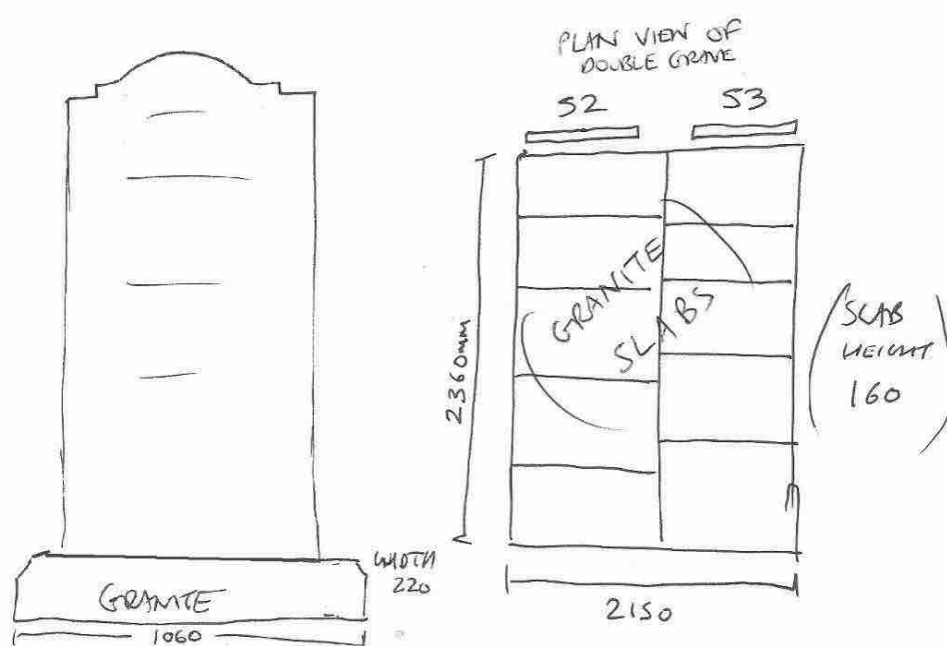 PLAN VIEW OF
DOUBLE GRAVE
52 53
GRANITE
SLABS
2360mm
(SLAB
HEIGHT
160)
WIDTH
220
GRANITE
1060
2150